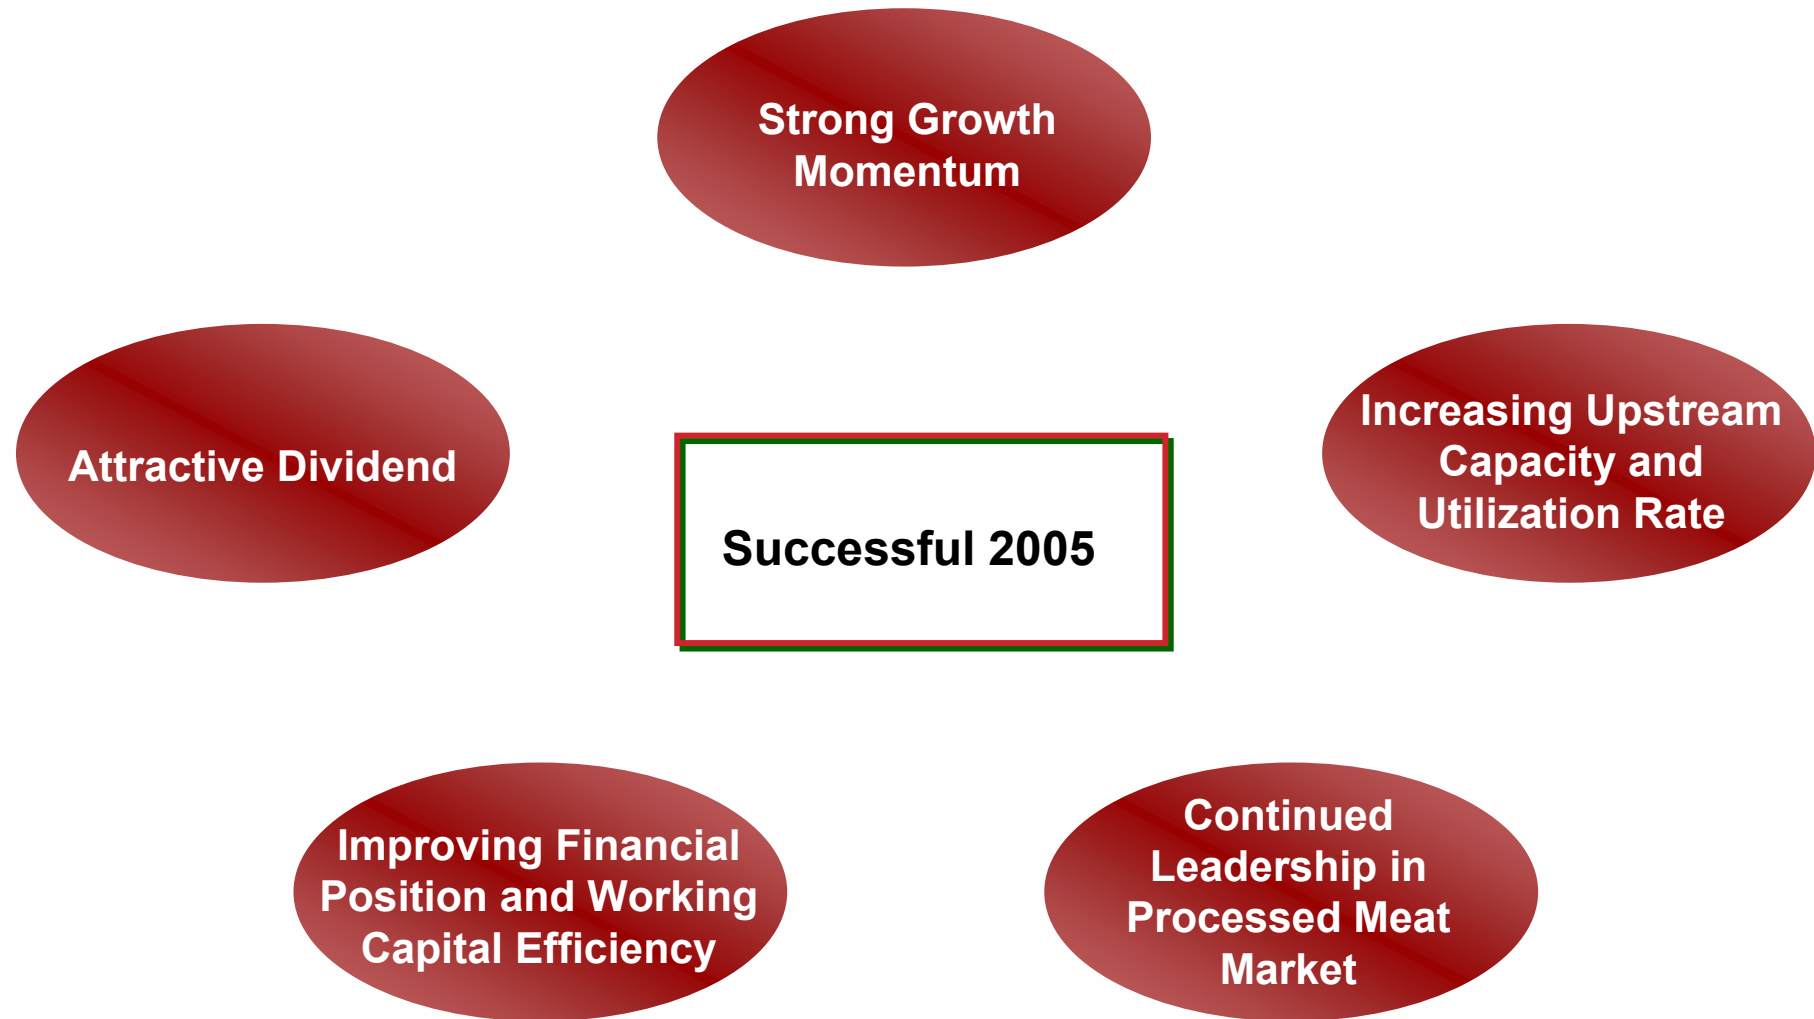 Strong Growth
Momentum
Attractive Dividend
Increasing Upstream
Capacity and
Utilization Rate
Successful 2005
Improving Financial
Position and Working
Capital Efficiency
Continued
Leadership in
Processed Meat
Market